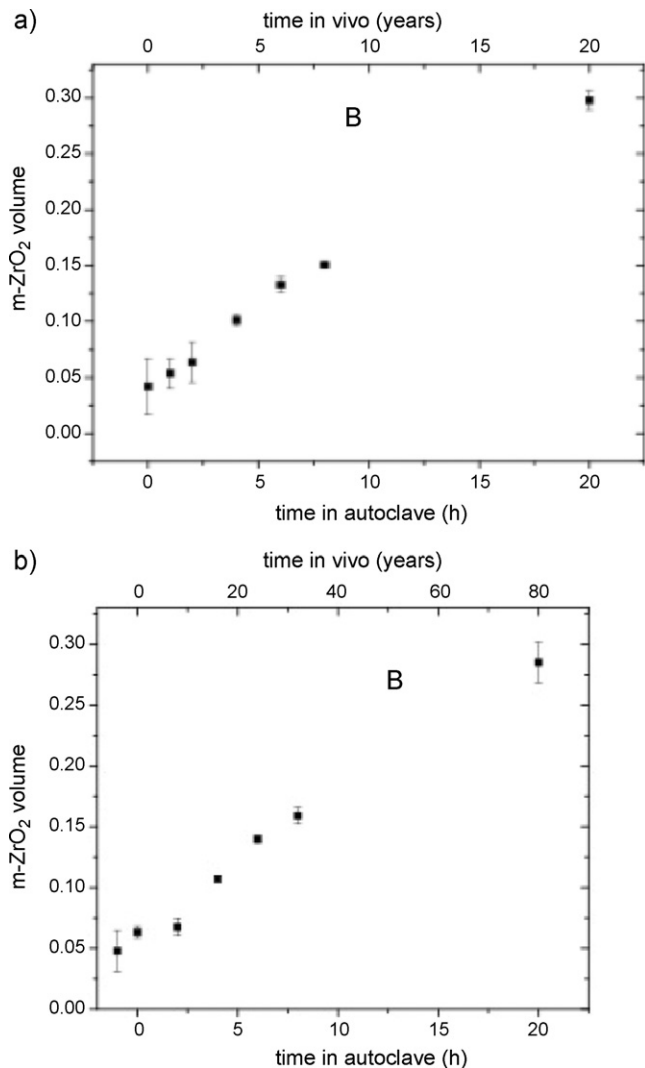 a)
time in vivo (years)
0 5 10 15 20
B
0.30
0.25
0.20
0.15
0.10
0.05
0.00
m-ZrO₂ volume
0 5 10 15 20
time in autoclave (h)
b)
time in vivo (years)
0 20 40 60 80
0.30
B
0.25
0.20
0.15
0.10
0.05
0.00
m-ZrO₂ volume
0 5 10 15 20
time in autoclave (h)